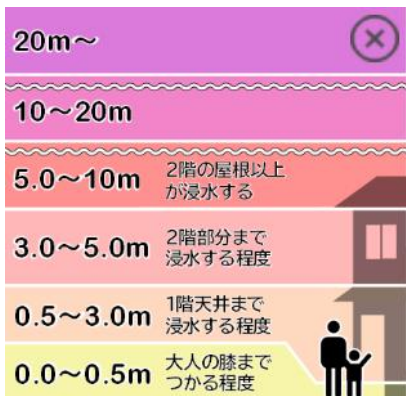 20m～
10～20m
5.0～10m
2階の屋根以上
が浸水する
3.0～5.0m
2階部分まで
浸水する程度
0.5～3.0m
1階天井まで
浸水する程度
0.0～0.5m
大人の膝まで
つかる程度